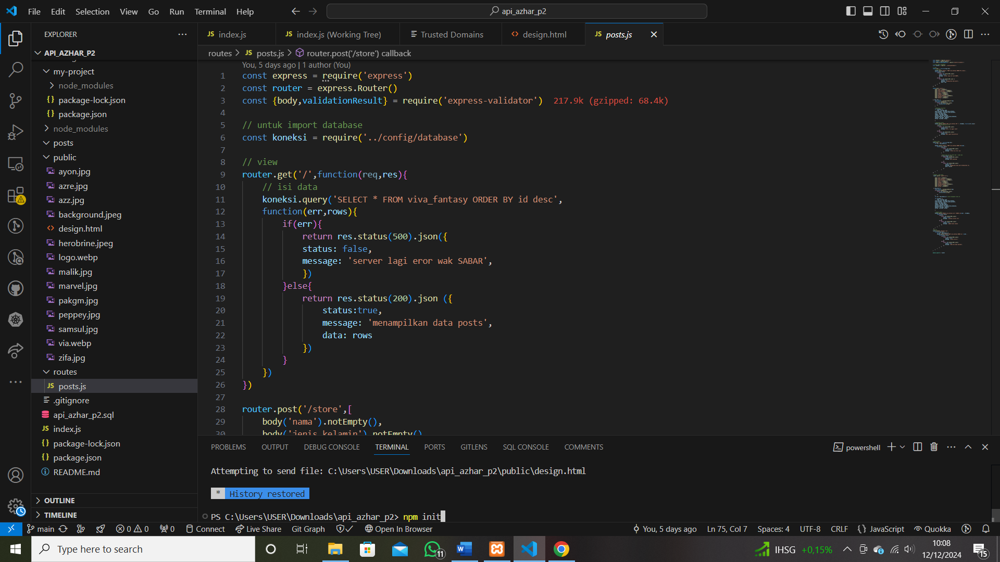 File Edit Selection View Go Run Terminal Help
api_azhar_p2
EXPLORER
API_AZHAR_P2
my-project
node_modules
package-lock.json
package.json
node_modules
posts
public
ayon.jpg
azre.jpg
azz.jpg
background.jpeg
design.html
herobrine.jpeg
logo.webp
malik.jpg
marvel.jpg
pakgm.jpg
peppey.jpg
samsul.jpg
via.webp
zifa.jpg
routes
JS posts.js
.gitignore
api_azhar_p2.sql
JS index.js
package-lock.json
package.json
README.md
OUTLINE
TIMELINE
JS index.js
JS index.js (Working Tree)
Trusted Domains
design.html
JS posts.js
routes > JS posts.js > router.post('/store') callback
You, 5 days ago | 1 author (You)
1 const express = require('express')
2 const router = express.Router()
3 const {body,validationResult} = require('express-validator') 217.9k (gzipped: 68.4k)
4
5 // untuk import database
6 const koneksi = require('../config/database')
7
8 // view
9 router.get('/',function(req,res){
10 // isi data
11 koneksi.query('SELECT * FROM viva_fantasy ORDER BY id desc',
12 function(err,rows){
13 if(err){
14 return res.status(500).json({
15 status: false,
16 message: 'server lagi eror wak SABAR',
17 })
18 }else{
19 return res.status(200).json ({
20 status:true,
21 message: 'menampilkan data posts',
22 data: rows
23 })
24 }
25 })
26 })
27
28 router.post('/store',[
29 body('nama').notEmpty(),
30 body('jenis_kelamin').notEmpty()
PROBLEMS OUTPUT DEBUG CONSOLE TERMINAL PORTS GITLENS SQL CONSOLE COMMENTS
powershell
Attempting to send file: C:\Users\USER\Downloads\api_azhar_p2\public\design.html
* History restored
PS C:\Users\USER\Downloads\api_azhar_p2> npm init
main 0 0 0 Connect Live Share Git Graph Open In Browser
You, 5 days ago Ln 75, Col 7 Spaces: 4 UTF-8 CRLF {} JavaScript Quokka
Type here to search
11
IHSG +0,15%
10:08
12/12/2024
15